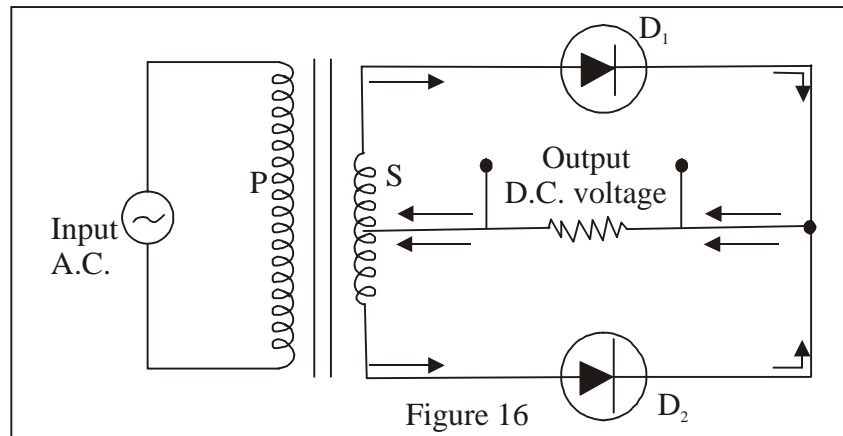 D₁
Output
P
S
D.C. voltage
Input
A.C.
Figure 16
D₂